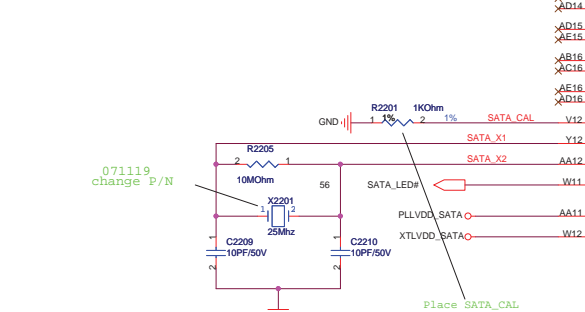 AD14
AD15
AE15
AB16
AC16
AE16
AD16
R2201 1KOhm
GND 1 1% 2 1% SATA_CAL V12
SATA_X1 Y12
R2205
2 1 SATA_X2 AA12
10MOhm
071119
change P/N
56 SATA_LED# W11
X2201
1 2
25Mhz
PLLVDD_SATA AA11
XTLVDD_SATA W12
1 C2209 1 C2210
10PF/50V 10PF/50V
2 2
Place SATA_CAL